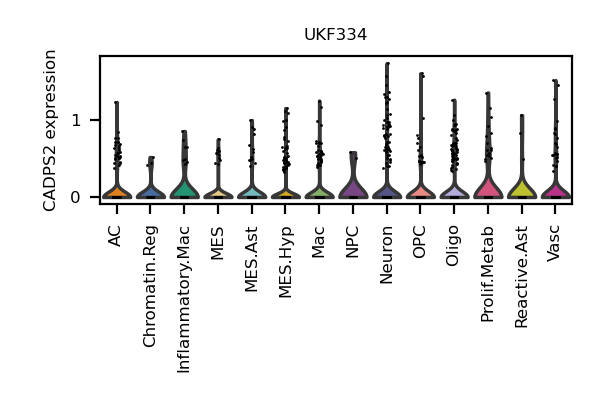 UKF334
CADPS2 expression
1
0
AC
Chromatin.Reg
Inflammatory.Mac
MES
MES.Ast
MES.Hyp
Mac
NPC
Neuron
OPC
Oligo
Prolif.Metab
Reactive.Ast
Vasc